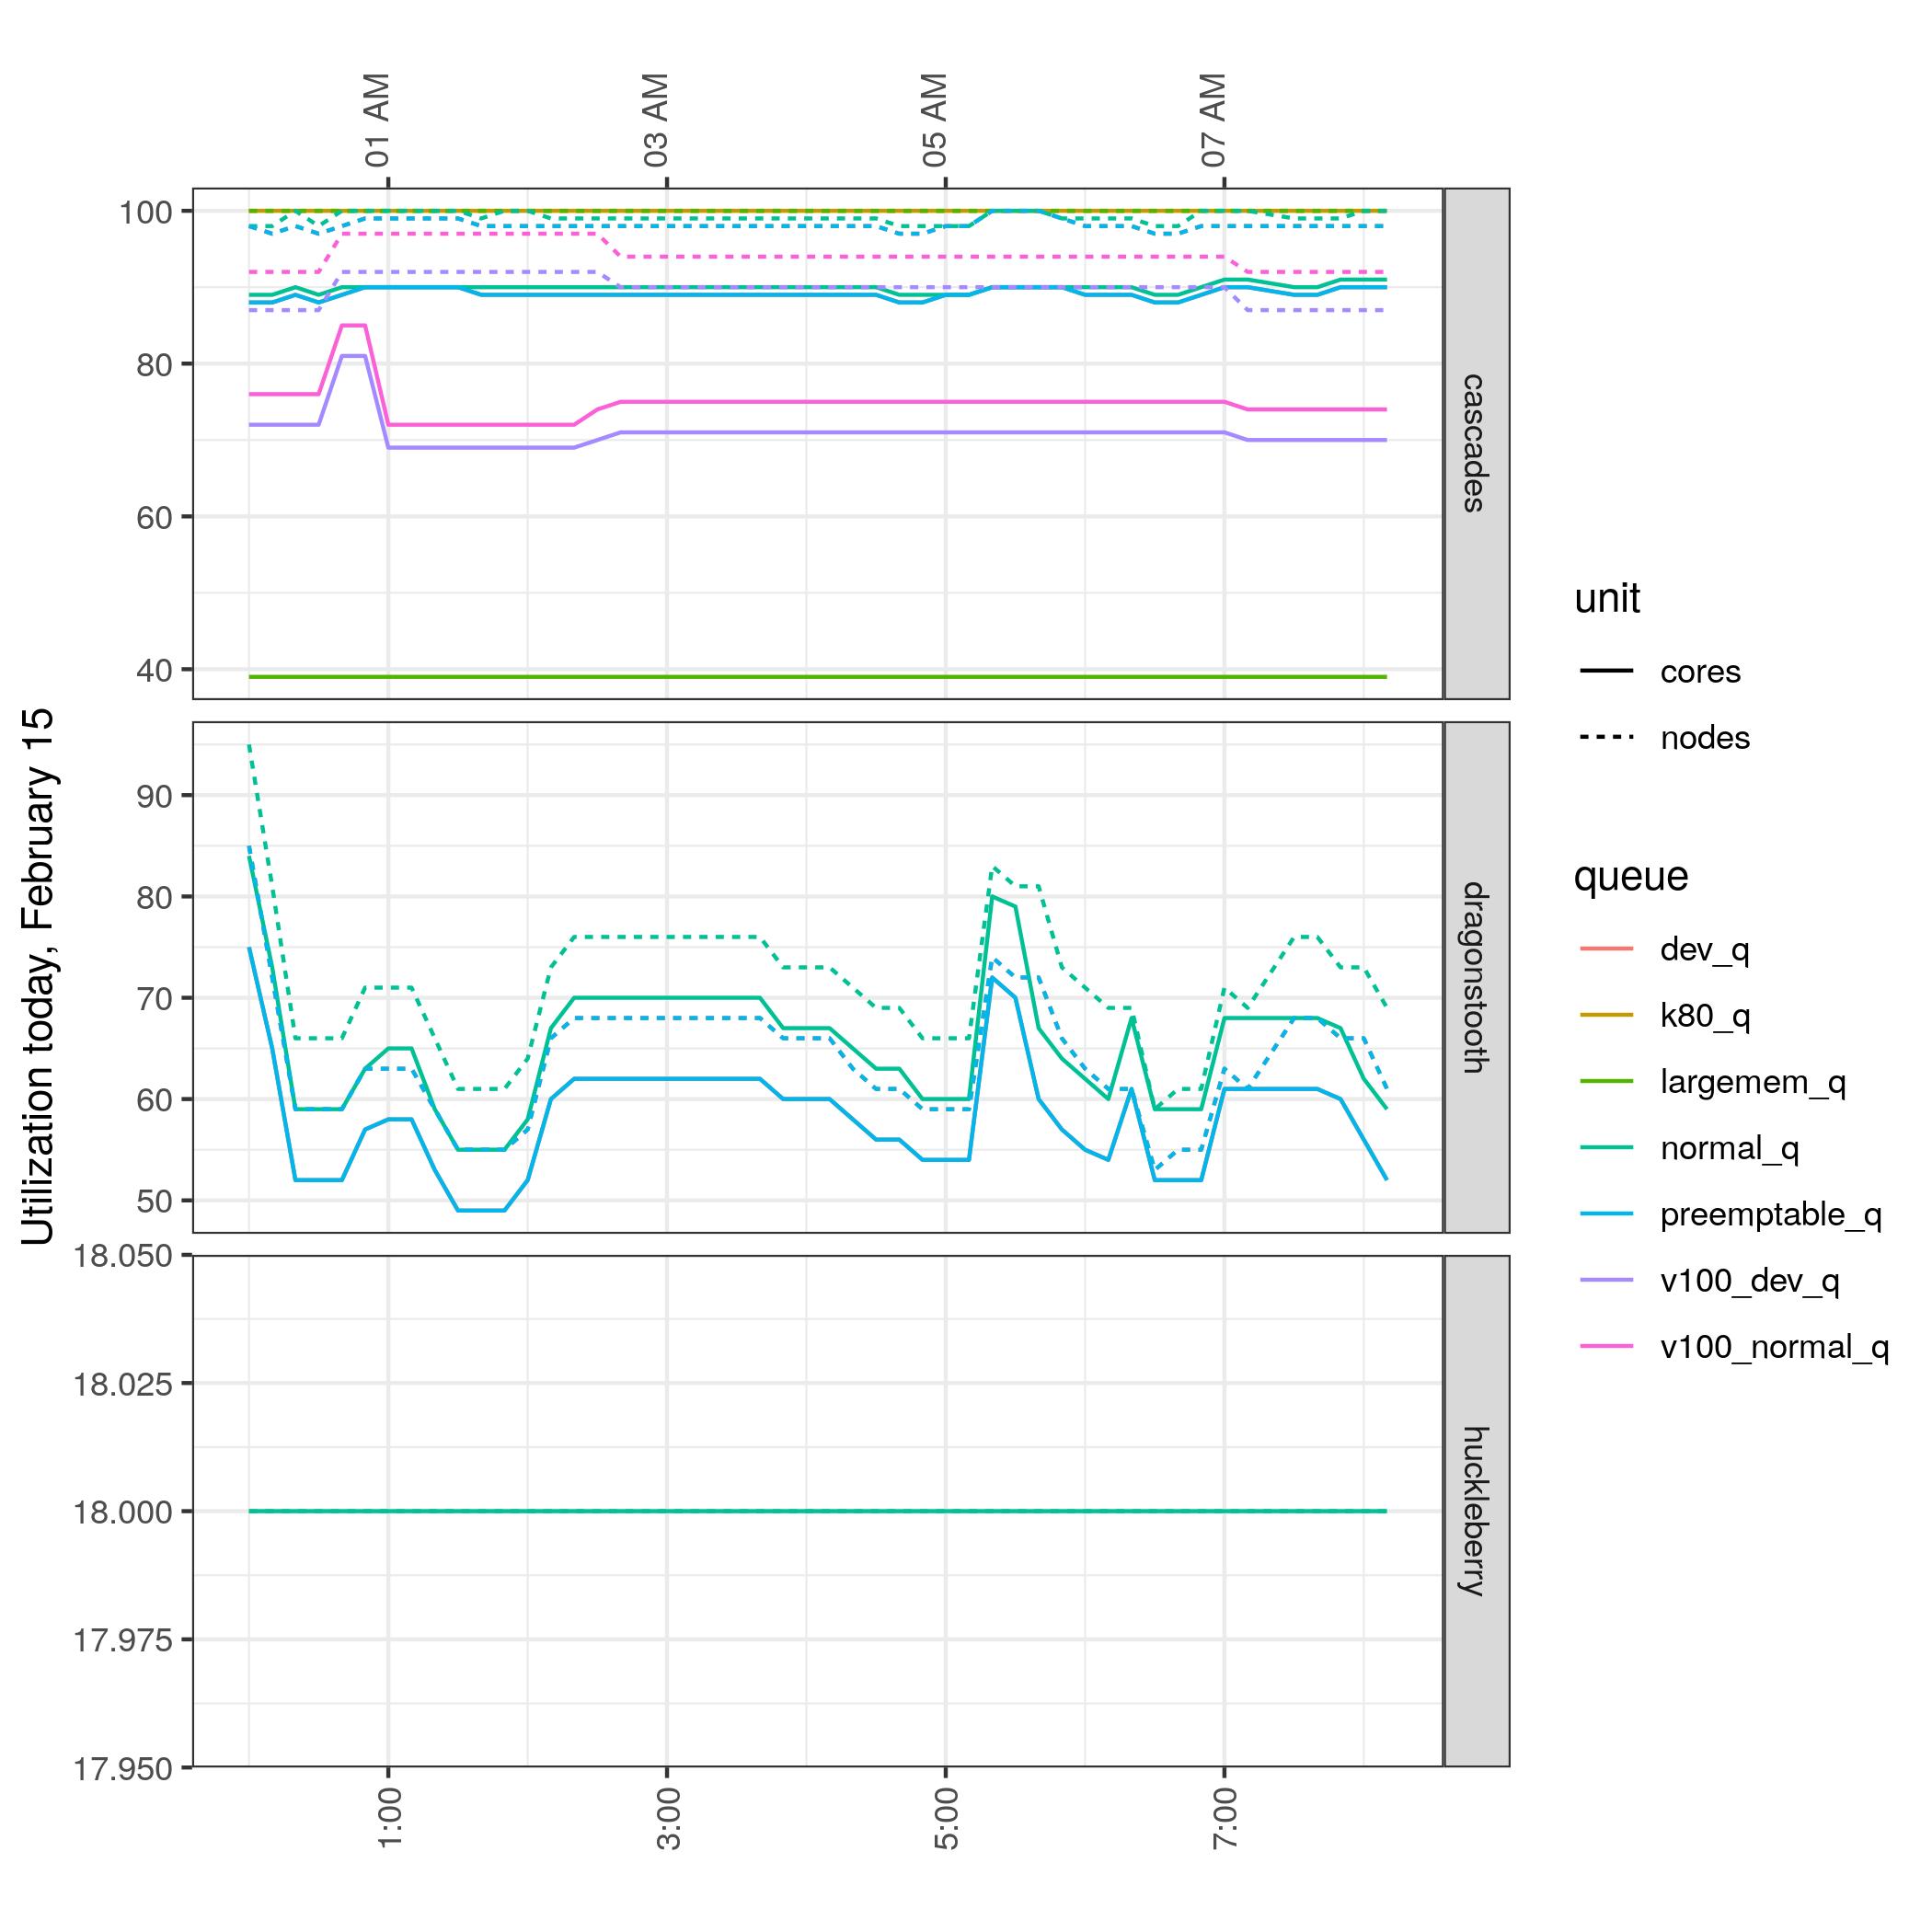 01 AM
03 AM
05 AM
07 AM
100
80
60
40
cascades
90
80
70
60
50
dragonstooth
18.050
18.025
18.000
17.975
17.950
huckleberry
1:00
3:00
5:00
7:00
Utilization today, February 15
unit
cores
nodes
queue
dev_q
k80_q
largemem_q
normal_q
preemptable_q
v100_dev_q
v100_normal_q